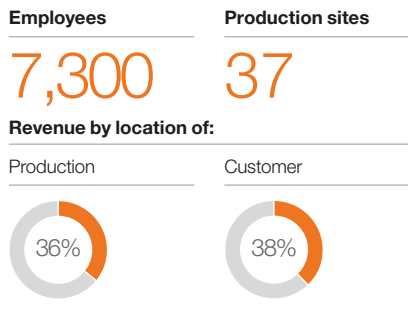 Employees
Production sites
7,300
37
Revenue by location of:
Production
Customer
36%
38%